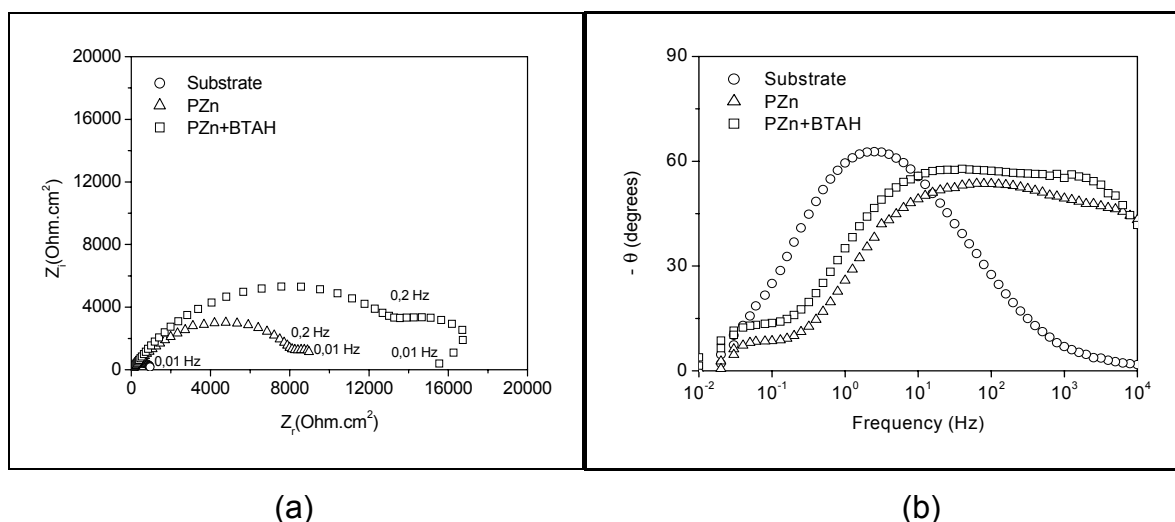 20000
16000
12000
8000
4000
0
Z_i(Ohm.cm²)
Substrate
PZn
PZn+BTAH
0,2 Hz
0,2 Hz
0,01 Hz
0,01 Hz
0,01 Hz
0 4000 8000 12000 16000 20000
Z_r(Ohm.cm²)
(a)
90
60
30
0
- θ (degrees)
Substrate
PZn
PZn+BTAH
10⁻² 10⁻¹ 10⁰ 10¹ 10² 10³ 10⁴
Frequency (Hz)
(b)